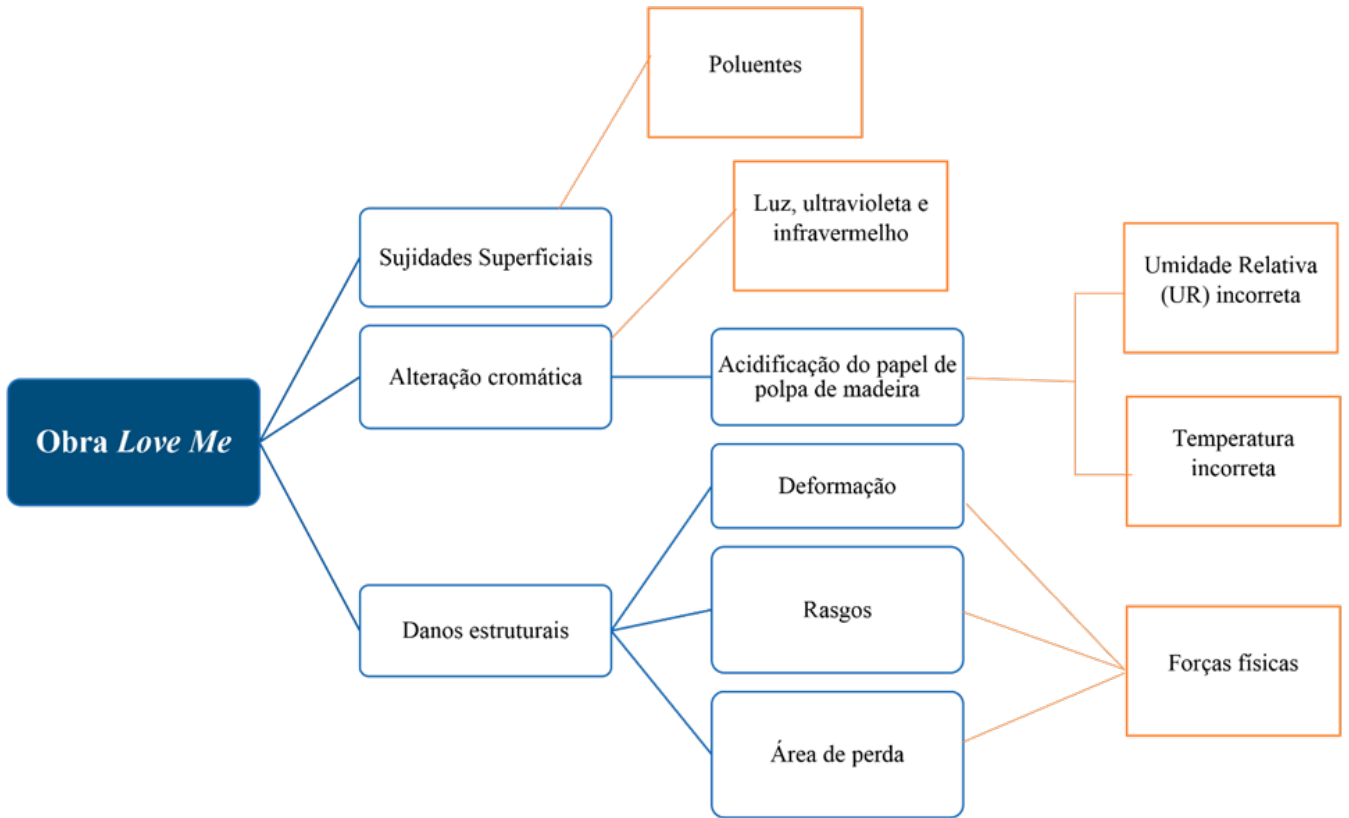 Poluentes
Luz, ultravioleta e
infravermelho
Sujidades Superficiais
Umidade Relativa
(UR) incorreta
Alteração cromática
Acidificação do papel de
polpa de madeira
Obra Love Me
Temperatura
incorreta
Deformação
Danos estruturais
Rasgos
Forças físicas
Área de perda